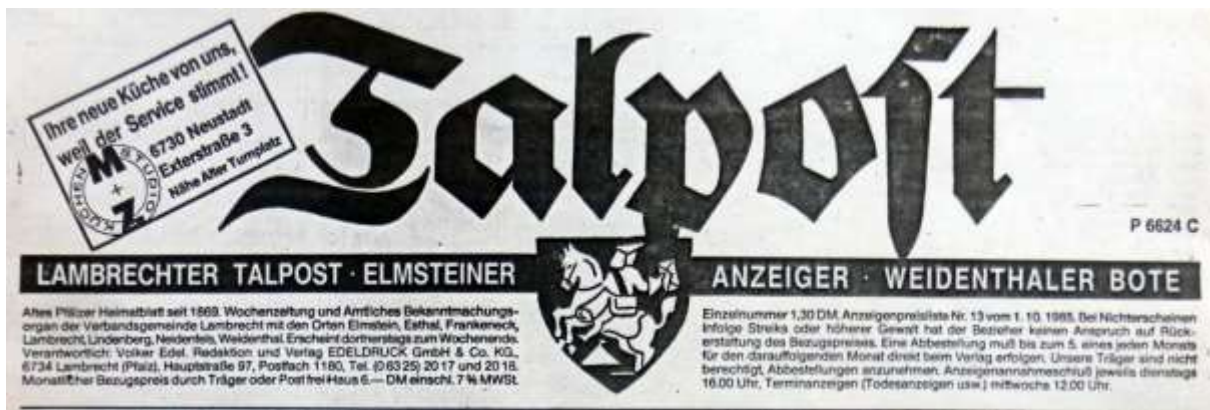 Ihre neue Küche von uns,
weil der Service stimmt!
M + Z
KÜCHEN STUDIO
6730 Neustadt
Exterstraße 3
Nähe Alter Turnplatz
Talpost
P 6624 C
LAMBRECHTER TALPOST · ELMSTEINER ANZEIGER · WEIDENTHALER BOTE
Altes Pfälzer Heimatblatt seit 1869. Wochenzeitung und Amtliches Bekanntmachungs-
organ der Verbandsgemeinde Lambrecht mit den Orten Elmstein, Esthal, Frankeneck,
Lambrecht, Lindenberg, Neidenfels, Weidenthal. Erscheint donnerstags zum Wochenende.
Verantwortlich: Volker Edel. Redaktion und Verlag EDELDRUCK GmbH & Co. KG.,
6734 Lambrecht (Pfalz), Hauptstraße 97, Postfach 1180, Tel. (0 63 25) 20 17 und 20 18.
Monatlicher Bezugspreis durch Träger oder Post frei Haus 6.— DM einschl. 7 % MWSt.
Einzelnummer 1,30 DM. Anzeigenpreisliste Nr. 13 vom 1. 10. 1985. Bei Nichterscheinen
infolge Streiks oder höherer Gewalt hat der Bezieher keinen Anspruch auf Rück-
erstattung des Bezugspreises. Eine Abbestellung muß bis zum 5. eines jeden Monats
für den darauffolgenden Monat direkt beim Verlag erfolgen. Unsere Träger sind nicht
berechtigt, Abbestellungen anzunehmen. Anzeigenannahmeschluß jeweils dienstags
16.00 Uhr, Terminanzeigen (Todesanzeigen usw.) mittwochs 12.00 Uhr.